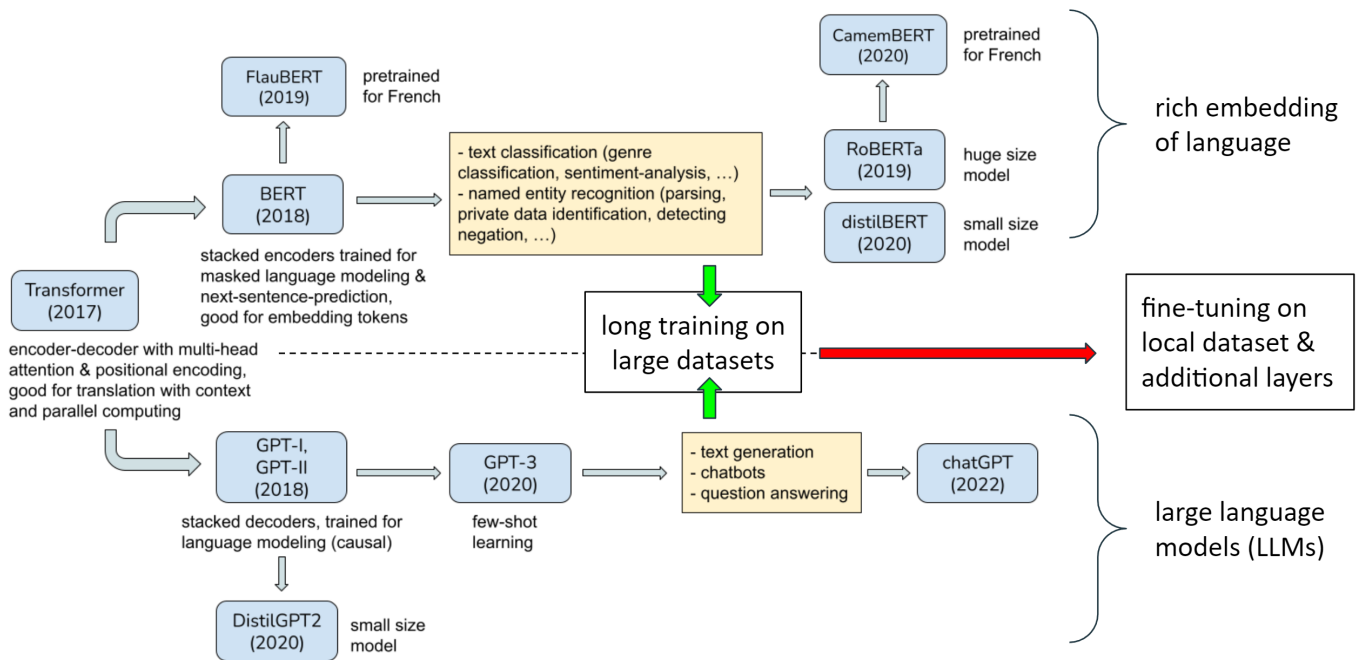 CamemBERT
(2020)
pretrained
for French
FlauBERT
(2019)
pretrained
for French
rich embedding
of language
- text classification (genre
classification, sentiment-analysis, …)
- named entity recognition (parsing,
private data identification, detecting
negation, …)
RoBERTa
(2019)
huge size
model
BERT
(2018)
distilBERT
(2020)
small size
model
stacked encoders trained for
masked language modeling &
next-sentence-prediction,
good for embedding tokens
Transformer
(2017)
encoder-decoder with multi-head
attention & positional encoding,
good for translation with context
and parallel computing
long training on
large datasets
fine-tuning on
local dataset &
additional layers
GPT-I,
GPT-II
(2018)
GPT-3
(2020)
- text generation
- chatbots
- question answering
chatGPT
(2022)
stacked decoders, trained for
language modeling (causal)
few-shot
learning
large language
models (LLMs)
DistilGPT2
(2020)
small size
model